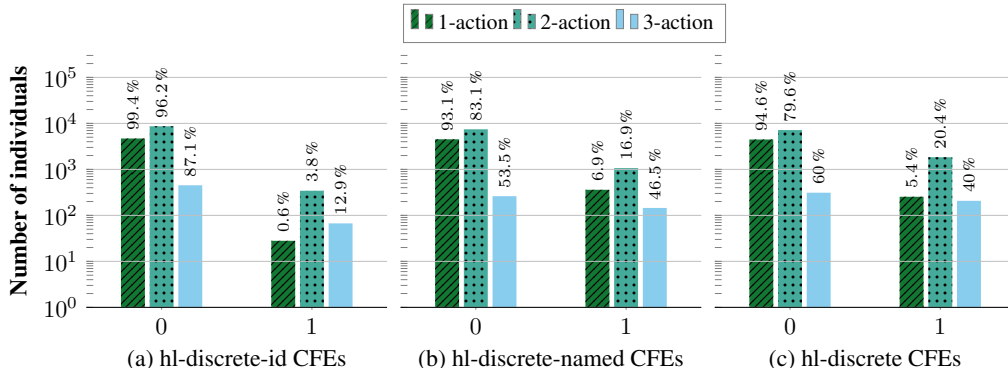 1-action 2-action 3-action
Number of individuals
10^5
10^4
10^3
10^2
10^1
10^0
99.4 % 96.2 % 87.1 % 0.6 % 3.8 % 12.9 %
0 1
(a) hl-discrete-id CFEs
93.1 % 83.1 % 53.5 % 6.9 % 16.9 % 46.5 %
0 1
(b) hl-discrete-named CFEs
94.6 % 79.6 % 60 % 5.4 % 20.4 % 40 %
0 1
(c) hl-discrete CFEs